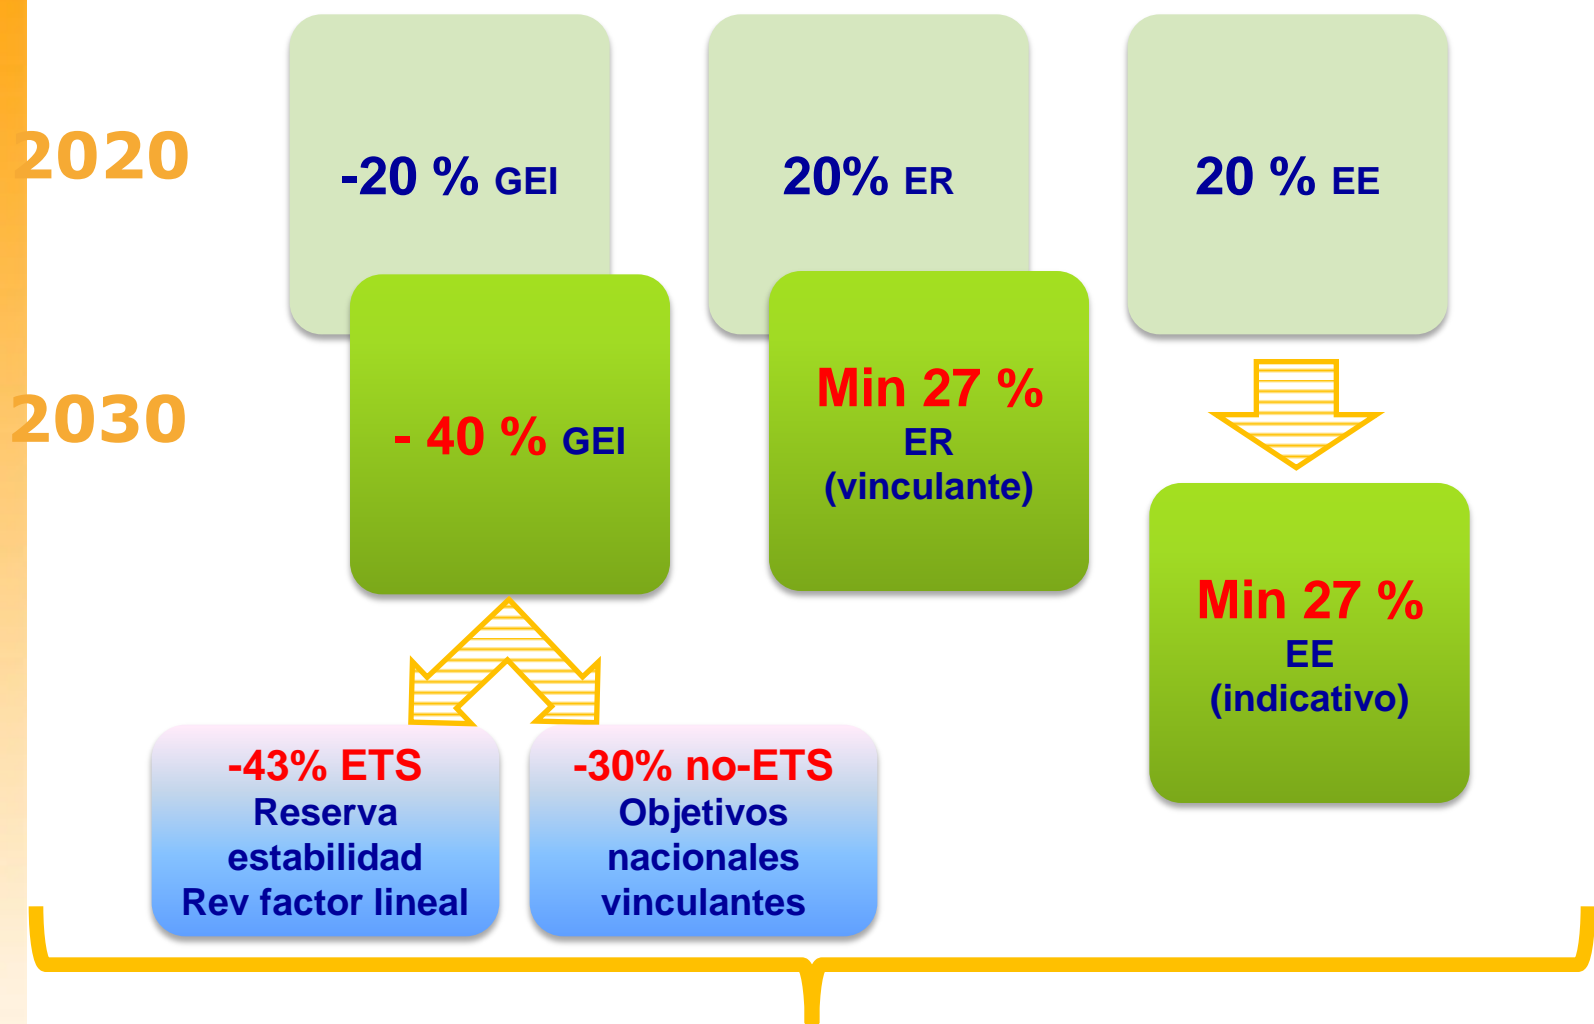 2020
-20 % GEI
20% ER
20 % EE
2030
- 40 % GEI
Min 27 %
ER
(vinculante)
Min 27 %
EE
(indicativo)
-43% ETS
Reserva
estabilidad
Rev factor lineal
-30% no-ETS
Objetivos
nacionales
vinculantes